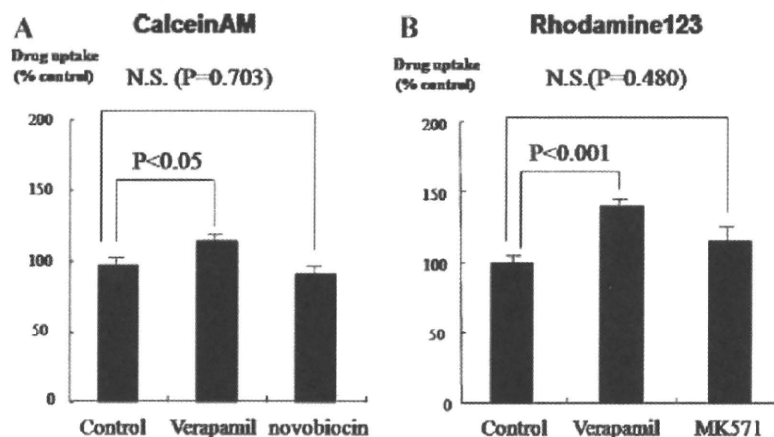 A CalceinAM
Drug uptake
(% control)
N.S. (P=0.703)
200
P<0.05
150
100
50
0
Control Verapamil novobiocin
B Rhodamine123
Drug uptake
(% control)
N.S.(P=0.480)
200
P<0.001
150
100
50
0
Control Verapamil MK571